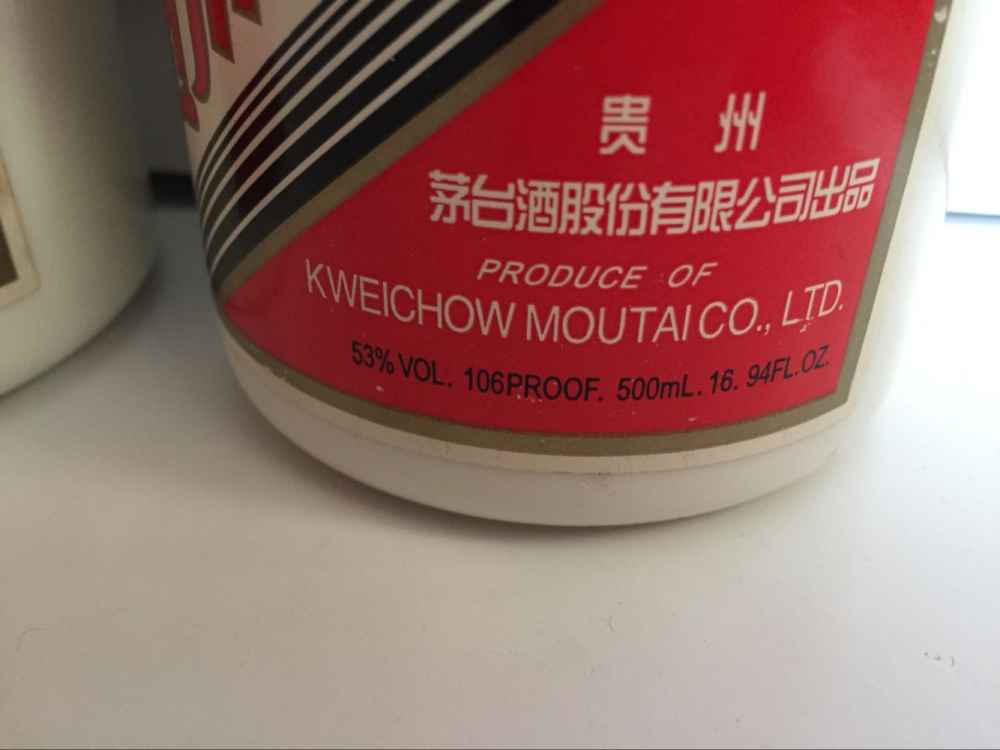 贵州
茅台酒股份有限公司出品
PRODUCE OF
KWEICHOW MOUTAI CO., LTD.
53% VOL. 106PROOF. 500mL. 16. 94FL.OZ.